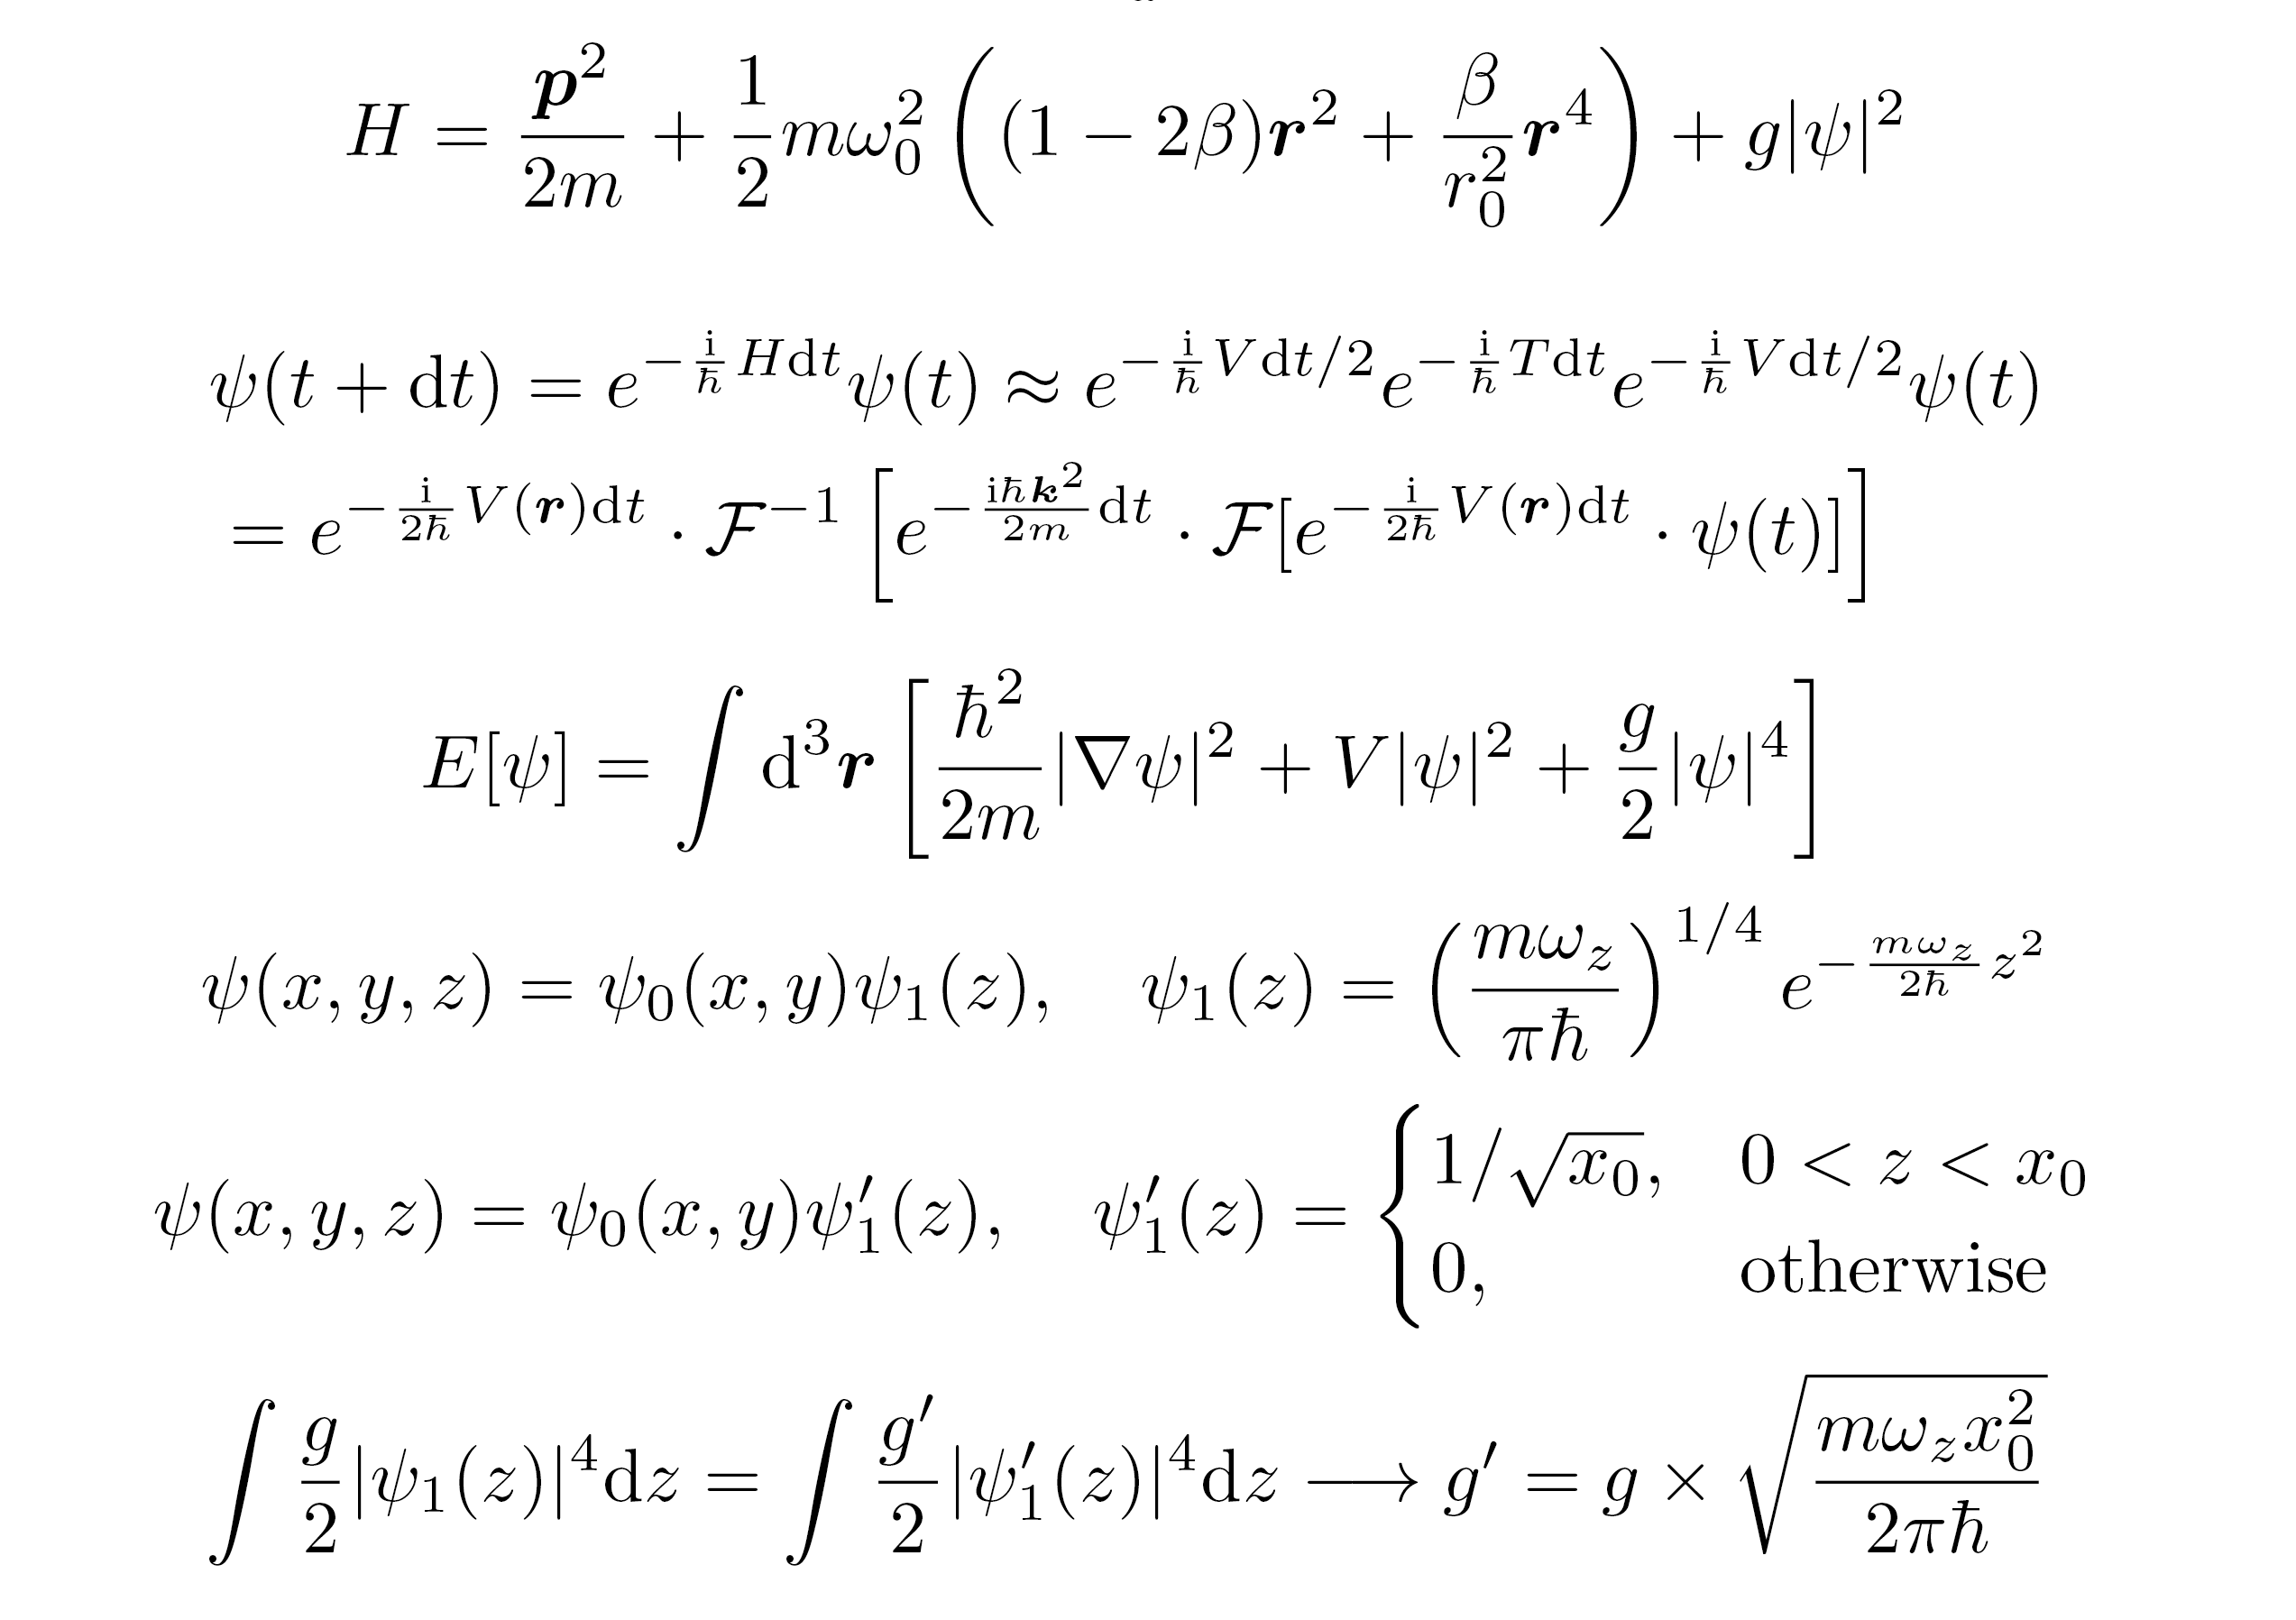 H = \frac{\boldsymbol{p}^2}{2m} + \frac{1}{2} m\omega_0^2 \left( (1 - 2\beta)\boldsymbol{r}^2 + \frac{\beta}{r_0^2} \boldsymbol{r}^4 \right) + g|\psi|^2
\psi(t + \mathrm{d}t) = e^{-\frac{\mathrm{i}}{\hbar} H \mathrm{d}t} \psi(t) \approx e^{-\frac{\mathrm{i}}{\hbar} V \mathrm{d}t/2} e^{-\frac{\mathrm{i}}{\hbar} T \mathrm{d}t} e^{-\frac{\mathrm{i}}{\hbar} V \mathrm{d}t/2} \psi(t)
= e^{-\frac{\mathrm{i}}{2\hbar} V(\boldsymbol{r}) \mathrm{d}t} \cdot \mathcal{F}^{-1} \left[ e^{-\frac{\mathrm{i}\hbar \boldsymbol{k}^2}{2m} \mathrm{d}t} \cdot \mathcal{F}[e^{-\frac{\mathrm{i}}{2\hbar} V(\boldsymbol{r}) \mathrm{d}t} \cdot \psi(t)] \right]
E[\psi] = \int \mathrm{d}^3\boldsymbol{r} \left[ \frac{\hbar^2}{2m} |\nabla\psi|^2 + V|\psi|^2 + \frac{g}{2} |\psi|^4 \right]
\psi(x, y, z) = \psi_0(x, y)\psi_1(z), \quad \psi_1(z) = \left( \frac{m\omega_z}{\pi\hbar} \right)^{1/4} e^{-\frac{m\omega_z}{2\hbar} z^2}
\psi(x, y, z) = \psi_0(x, y)\psi_1'(z), \quad \psi_1'(z) = \begin{cases} 1/\sqrt{x_0}, & 0 < z < x_0 \\ 0, & \text{otherwise} \end{cases}
\int \frac{g}{2} |\psi_1(z)|^4 \mathrm{d}z = \int \frac{g'}{2} |\psi_1'(z)|^4 \mathrm{d}z \longrightarrow g' = g \times \sqrt{\frac{m\omega_z x_0^2}{2\pi\hbar}}